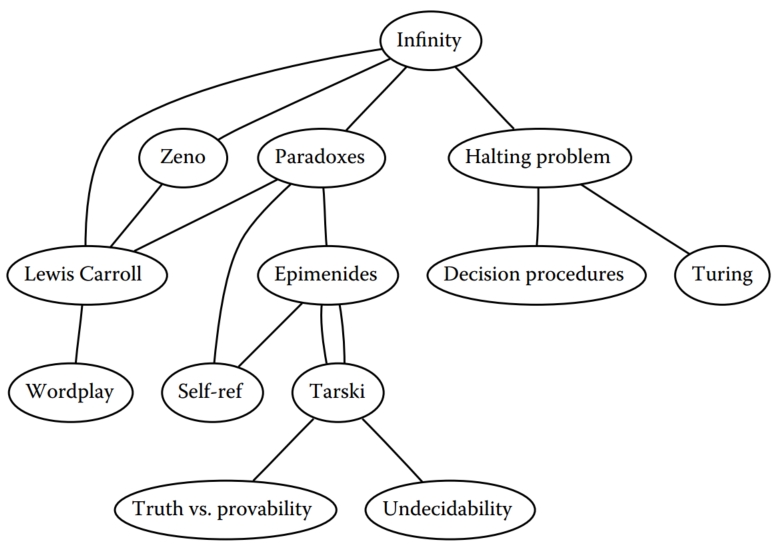 Infinity
Zeno
Paradoxes
Halting problem
Lewis Carroll
Epimenides
Decision procedures
Turing
Wordplay
Self-ref
Tarski
Truth vs. provability
Undecidability